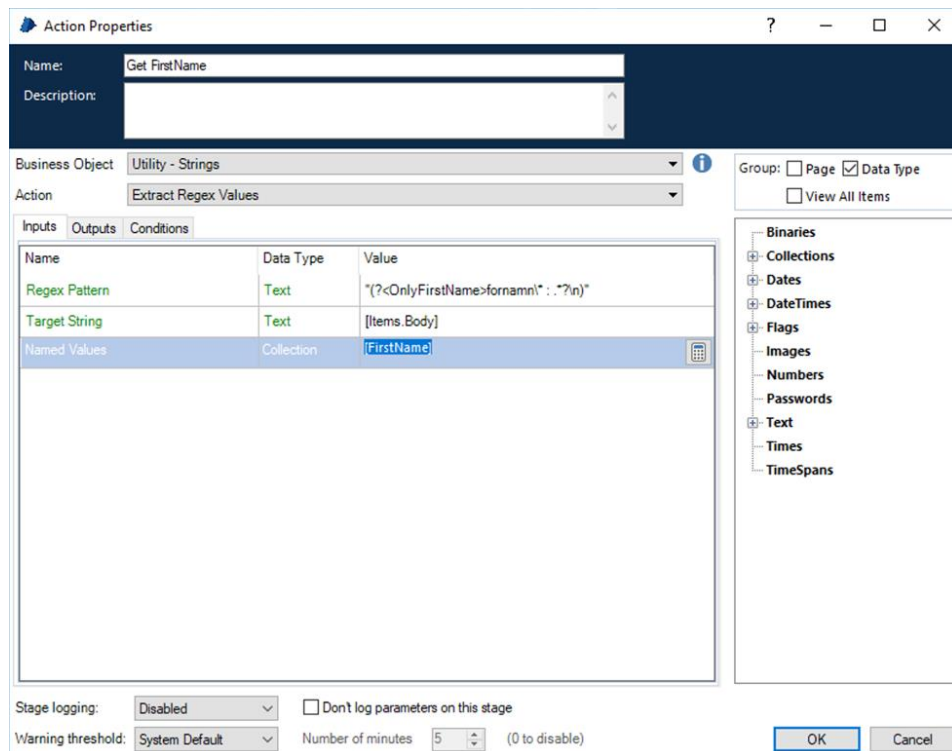 Action Properties
?
Name: Get FirstName
Description:
Business Object Utility - Strings
Action Extract Regex Values
Group: Page Data Type
View All Items
Inputs Outputs Conditions
Name Data Type Value
Regex Pattern Text "(?<OnlyFirstName>fornamn\* : .*?\n)"
Target String Text [Items.Body]
Named Values Collection [FirstName]
Binaries
Collections
Dates
DateTimes
Flags
Images
Numbers
Passwords
Text
Times
TimeSpans
Stage logging: Disabled Don't log parameters on this stage
Warning threshold: System Default Number of minutes 5 (0 to disable)
OK Cancel